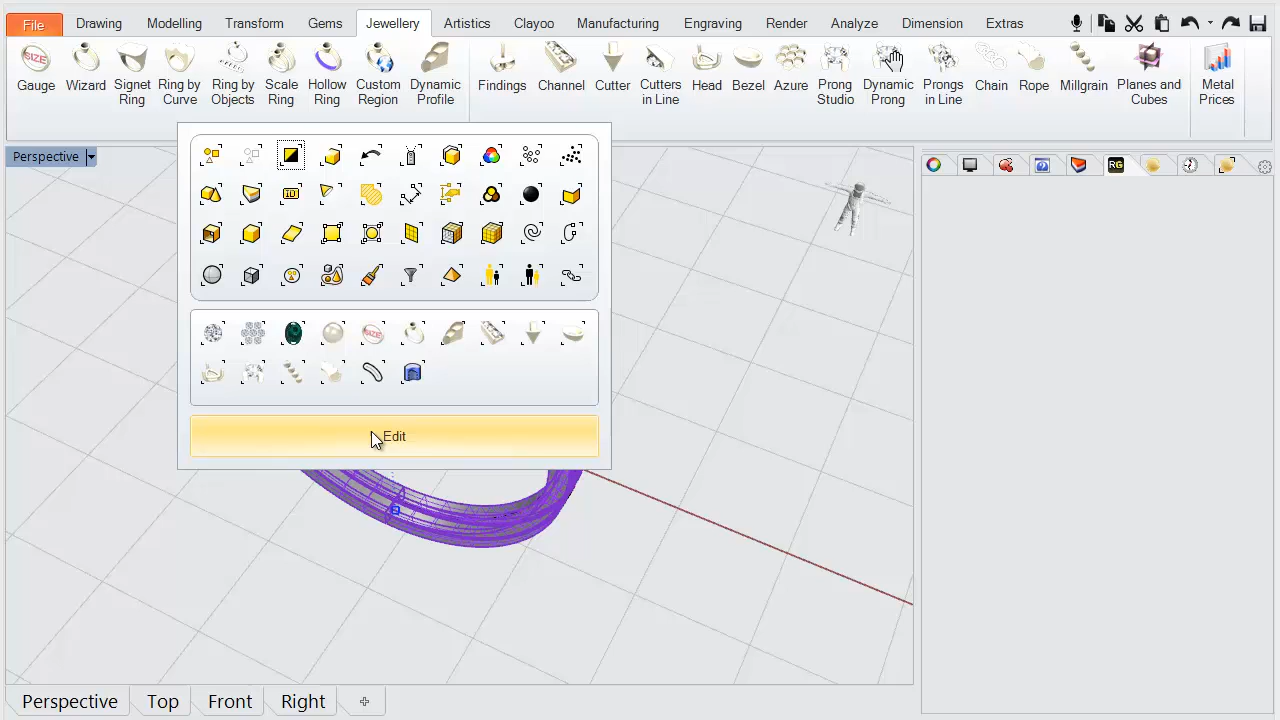 File Drawing Modelling Transform Gems Jewellery Artistics Clayoo Manufacturing Engrave Render Analyze Dimension Extras
SIZE
Gauge Wizard Signet Ring Ring by Curve Ring by Objects Scale Ring Hollow Ring Custom Region Dynamic Profile Findings Channel Cutter Cutters in Line Head Bezel Azure Prong Studio Dynamic Prong Prongs in Line Chain Rope Millgrain Planes and Cubes Metal Prices
Perspective
RG
SIZE
Edit
Perspective Top Front Right